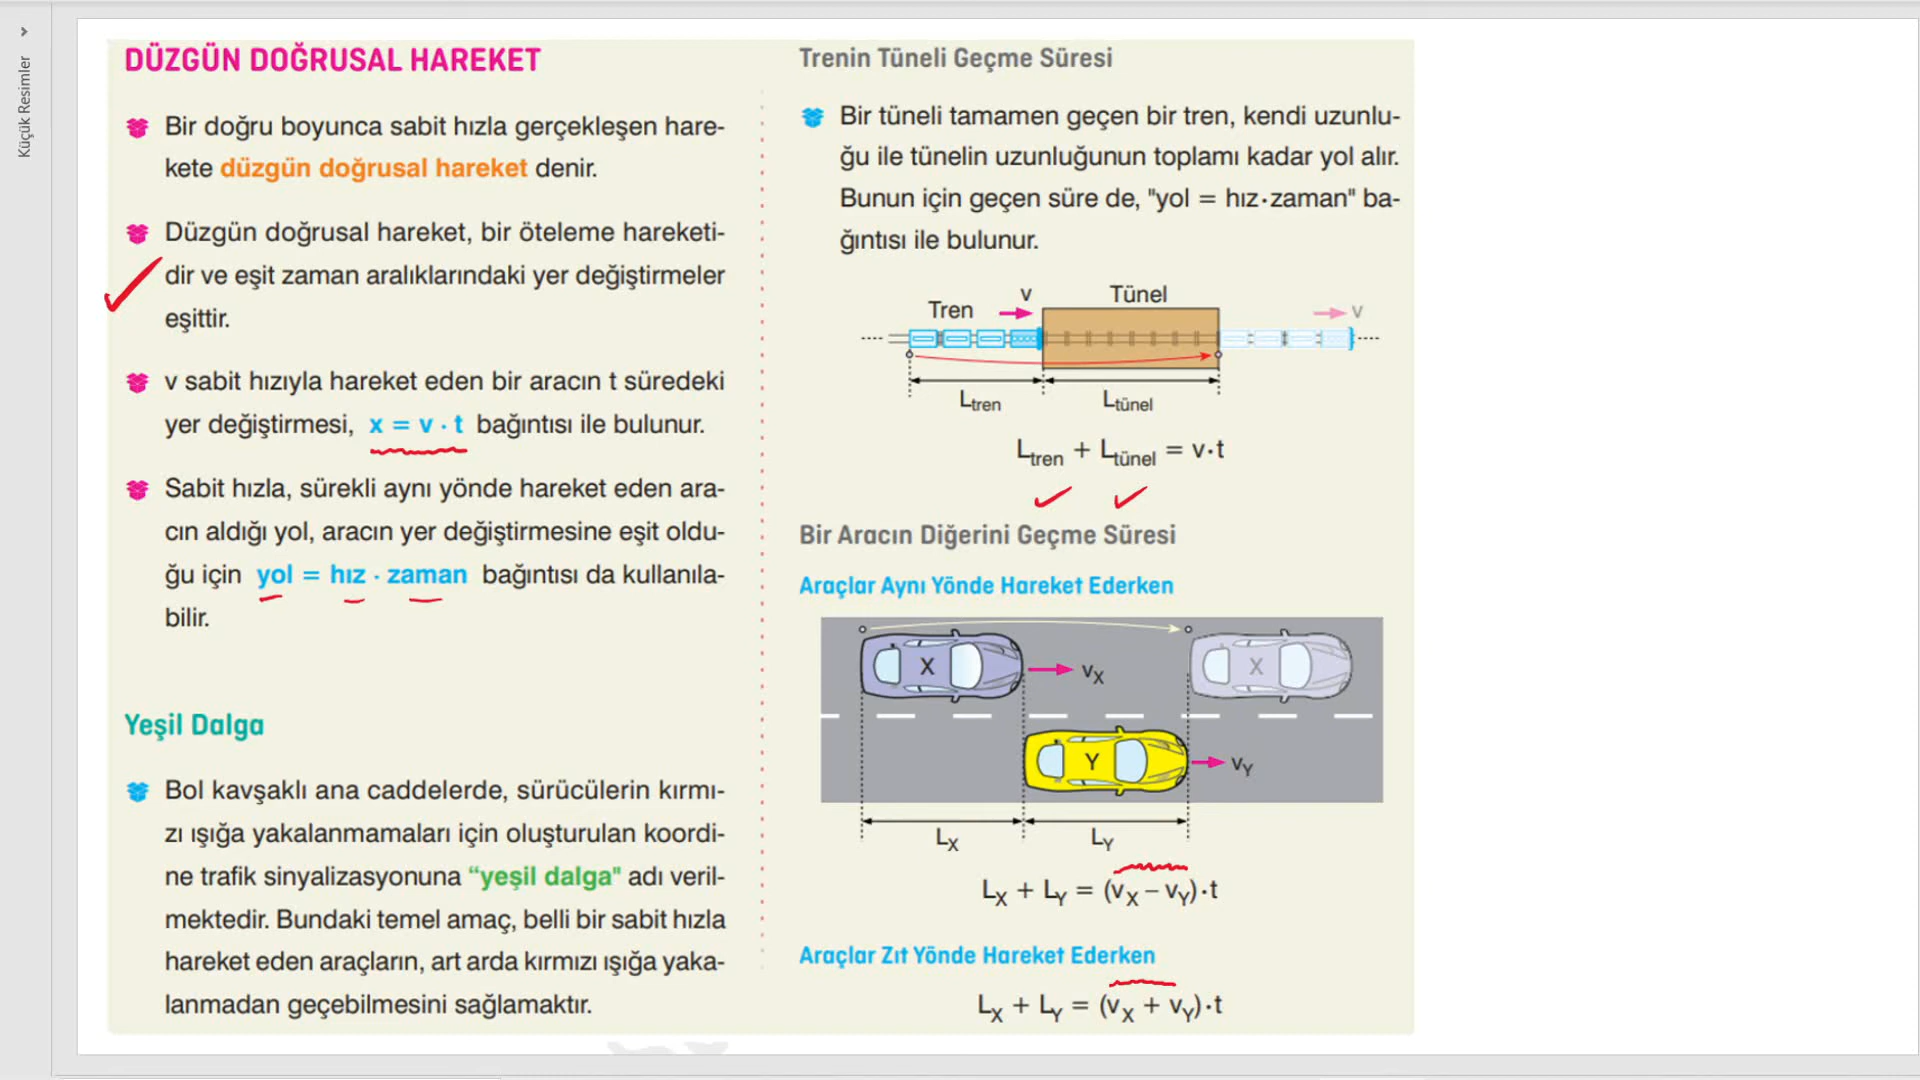 Küçük Resimler
DÜZGÜN DOĞRUSAL HAREKET
Bir doğru boyunca sabit hızla gerçekleşen hare-
kete düzgün doğrusal hareket denir.
Düzgün doğrusal hareket, bir öteleme hareketi-
dir ve eşit zaman aralıklarındaki yer değiştirmeler
eşittir.
v sabit hızıyla hareket eden bir aracın t süredeki
yer değiştirmesi, x = v · t bağıntısı ile bulunur.
Sabit hızla, sürekli aynı yönde hareket eden ara-
cın aldığı yol, aracın yer değiştirmesine eşit oldu-
ğu için yol = hız · zaman bağıntısı da kullanıla-
bilir.
Yeşil Dalga
Bol kavşaklı ana caddelerde, sürücülerin kırmı-
zı ışığa yakalanmamaları için oluşturulan koordi-
ne trafik sinyalizasyonuna “yeşil dalga" adı veril-
mektedir. Bundaki temel amaç, belli bir sabit hızla
hareket eden araçların, art arda kırmızı ışığa yaka-
lanmadan geçebilmesini sağlamaktır.
Trenin Tüneli Geçme Süresi
Bir tüneli tamamen geçen bir tren, kendi uzunlu-
ğu ile tünelin uzunluğunun toplamı kadar yol alır.
Bunun için geçen süre de, "yol = hız·zaman" ba-
ğıntısı ile bulunur.
Tren v Tünel v
Ltren Ltünel
Ltren + Ltünel = v·t
Bir Aracın Diğerini Geçme Süresi
Araçlar Aynı Yönde Hareket Ederken
X vX X
Y vY
LX LY
LX + LY = (vX – vY)·t
Araçlar Zıt Yönde Hareket Ederken
LX + LY = (vX + vY)·t